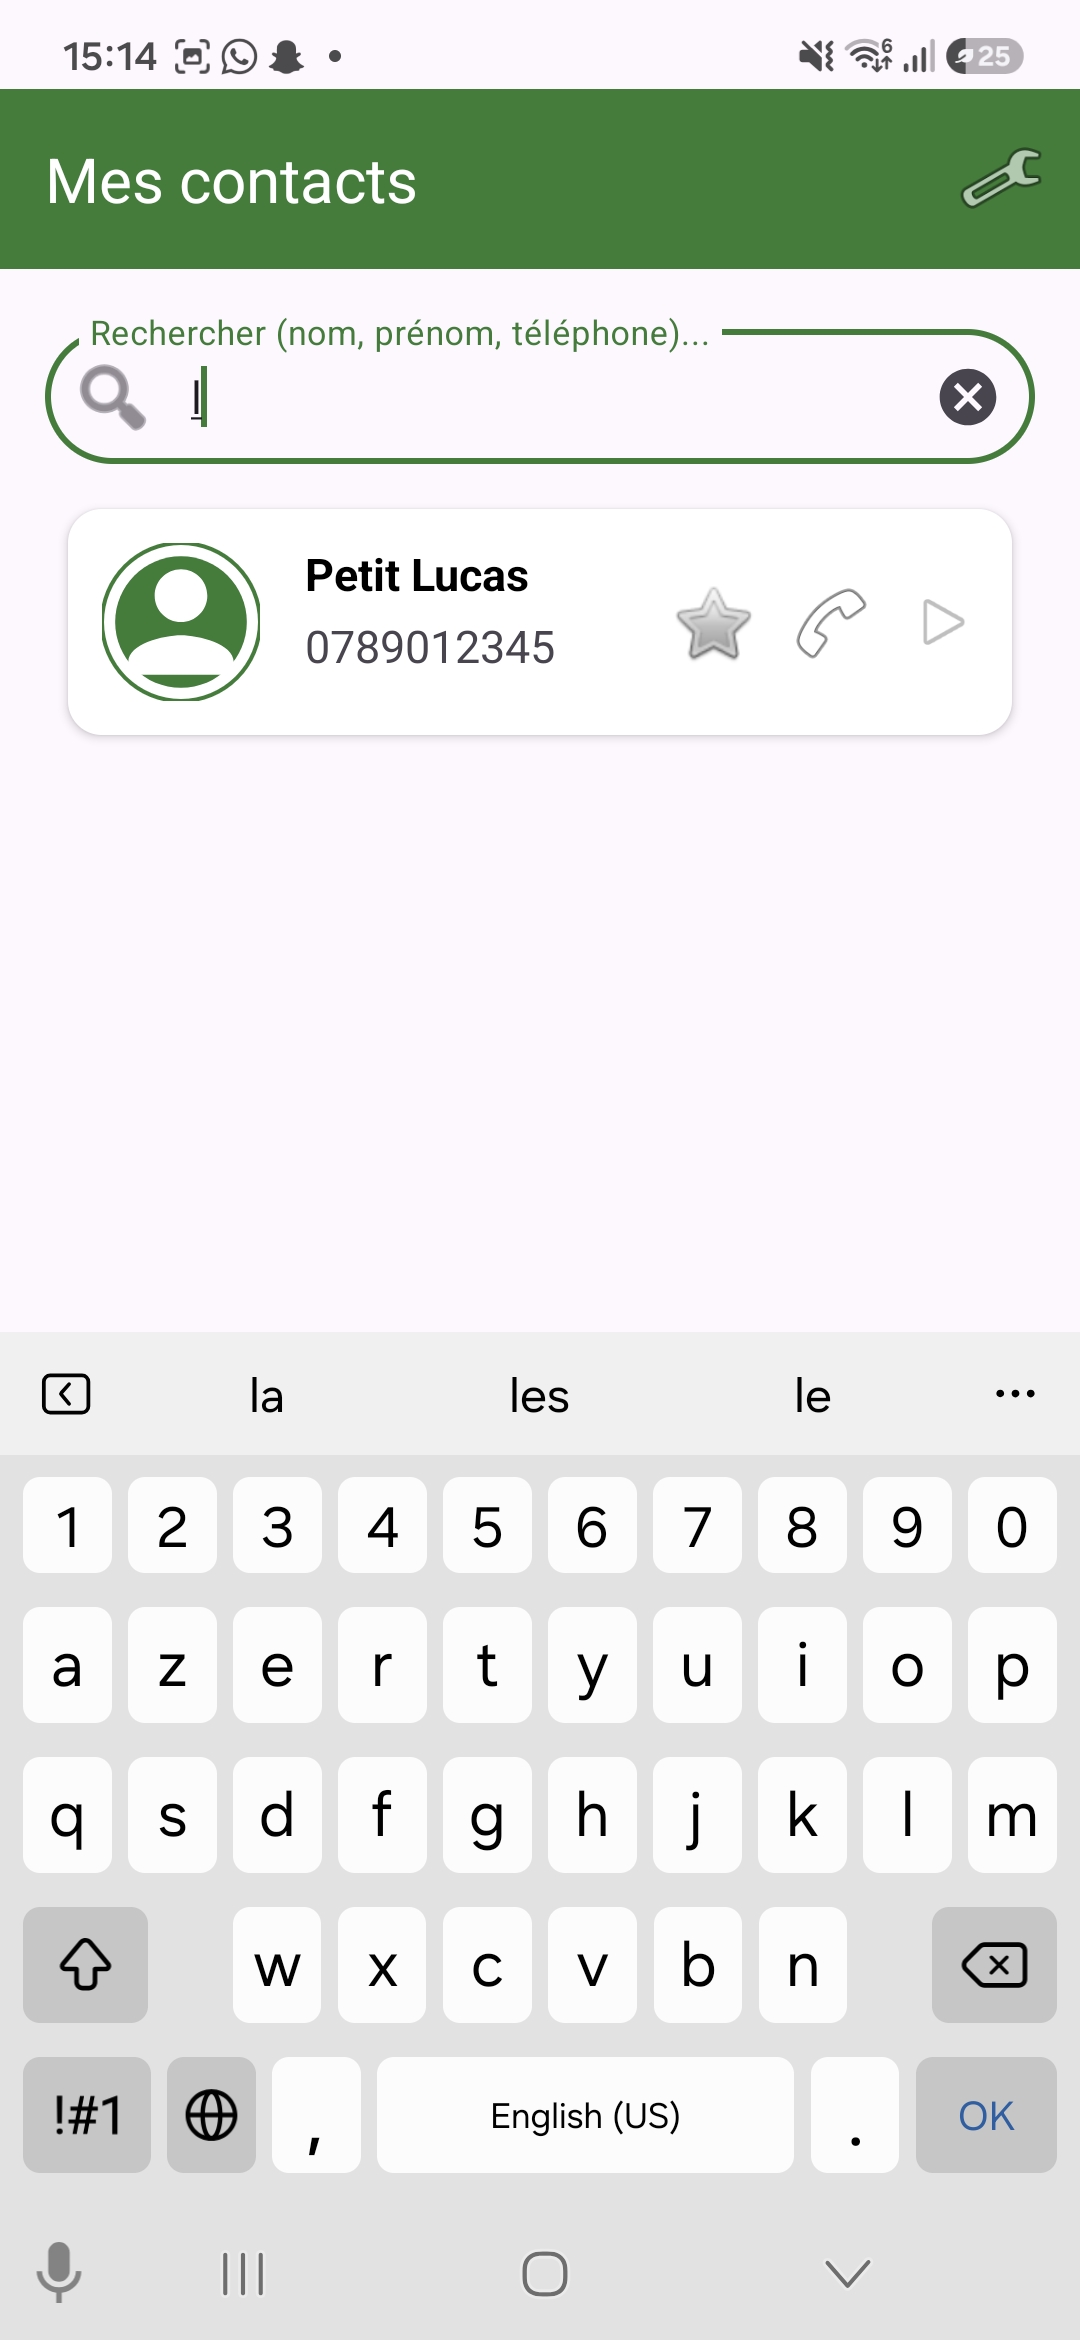 15:14
6
25
Mes contacts
Rechercher (nom, prénom, téléphone)...
l
Petit Lucas
0789012345
la les le ...
1 2 3 4 5 6 7 8 9 0
a z e r t y u i o p
q s d f g h j k l m
w x c v b n
!#1 , English (US) . OK